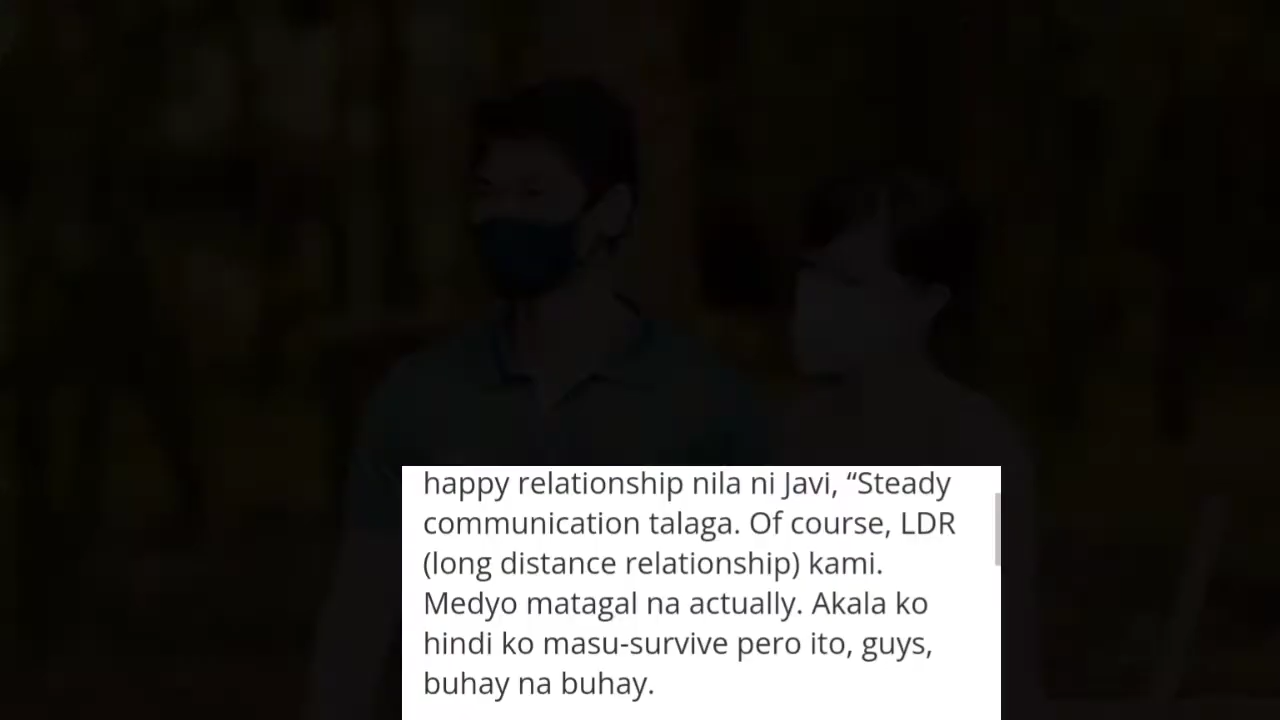 happy relationship nila ni Javi, “Steady
communication talaga. Of course, LDR
(long distance relationship) kami.
Medyo matagal na actually. Akala ko
hindi ko masu-survive pero ito, guys,
buhay na buhay.